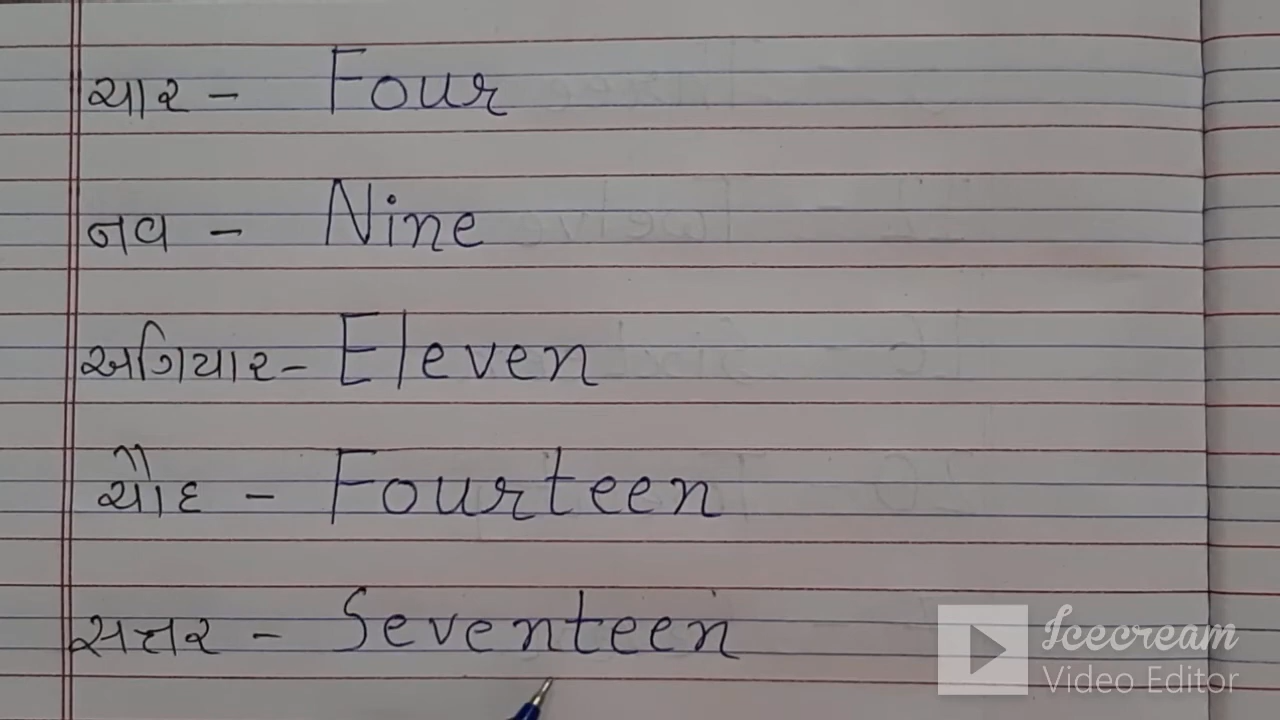 ચાર - Four
નવ - Nine
અગિયાર - Eleven
ચૌદ - Fourteen
સત્તર - Seventeen
Icecream
Video Editor